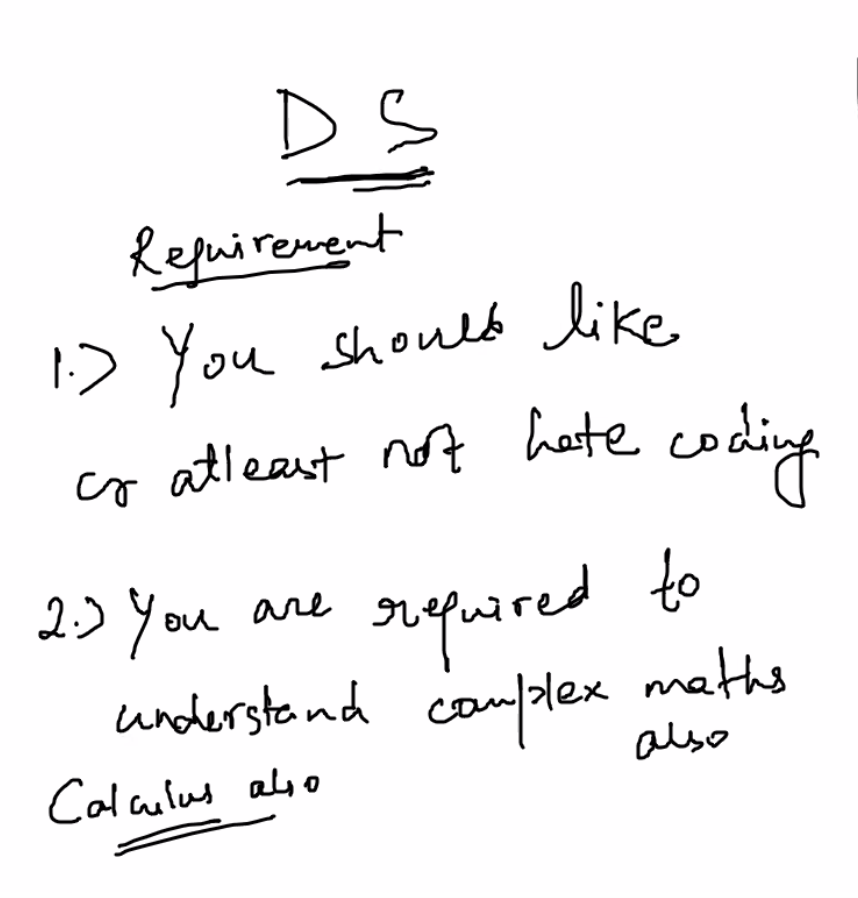 D S
Requirement
1.) You should like
or atleast not hate coding
2.) You are required to
understand complex maths
also
Calculus also